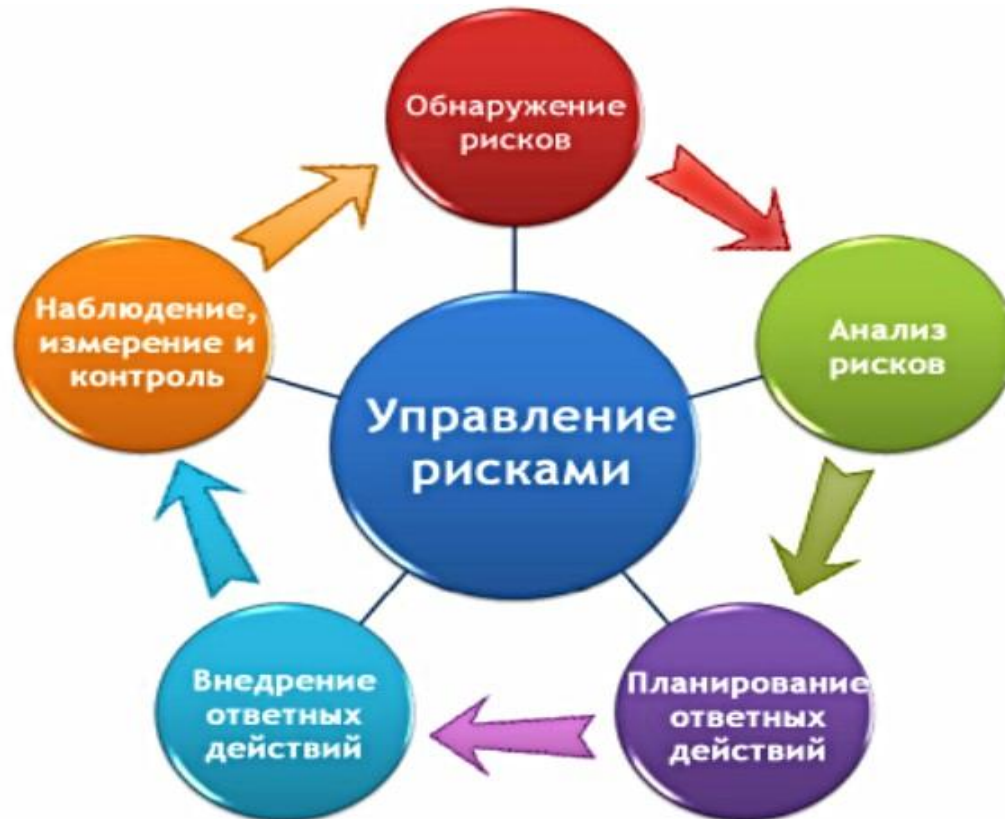 Обнаружение
рисков
Анализ
рисков
Планирование
ответных
действий
Внедрение
ответных
действий
Наблюдение,
измерение и
контроль
Управление
рисками